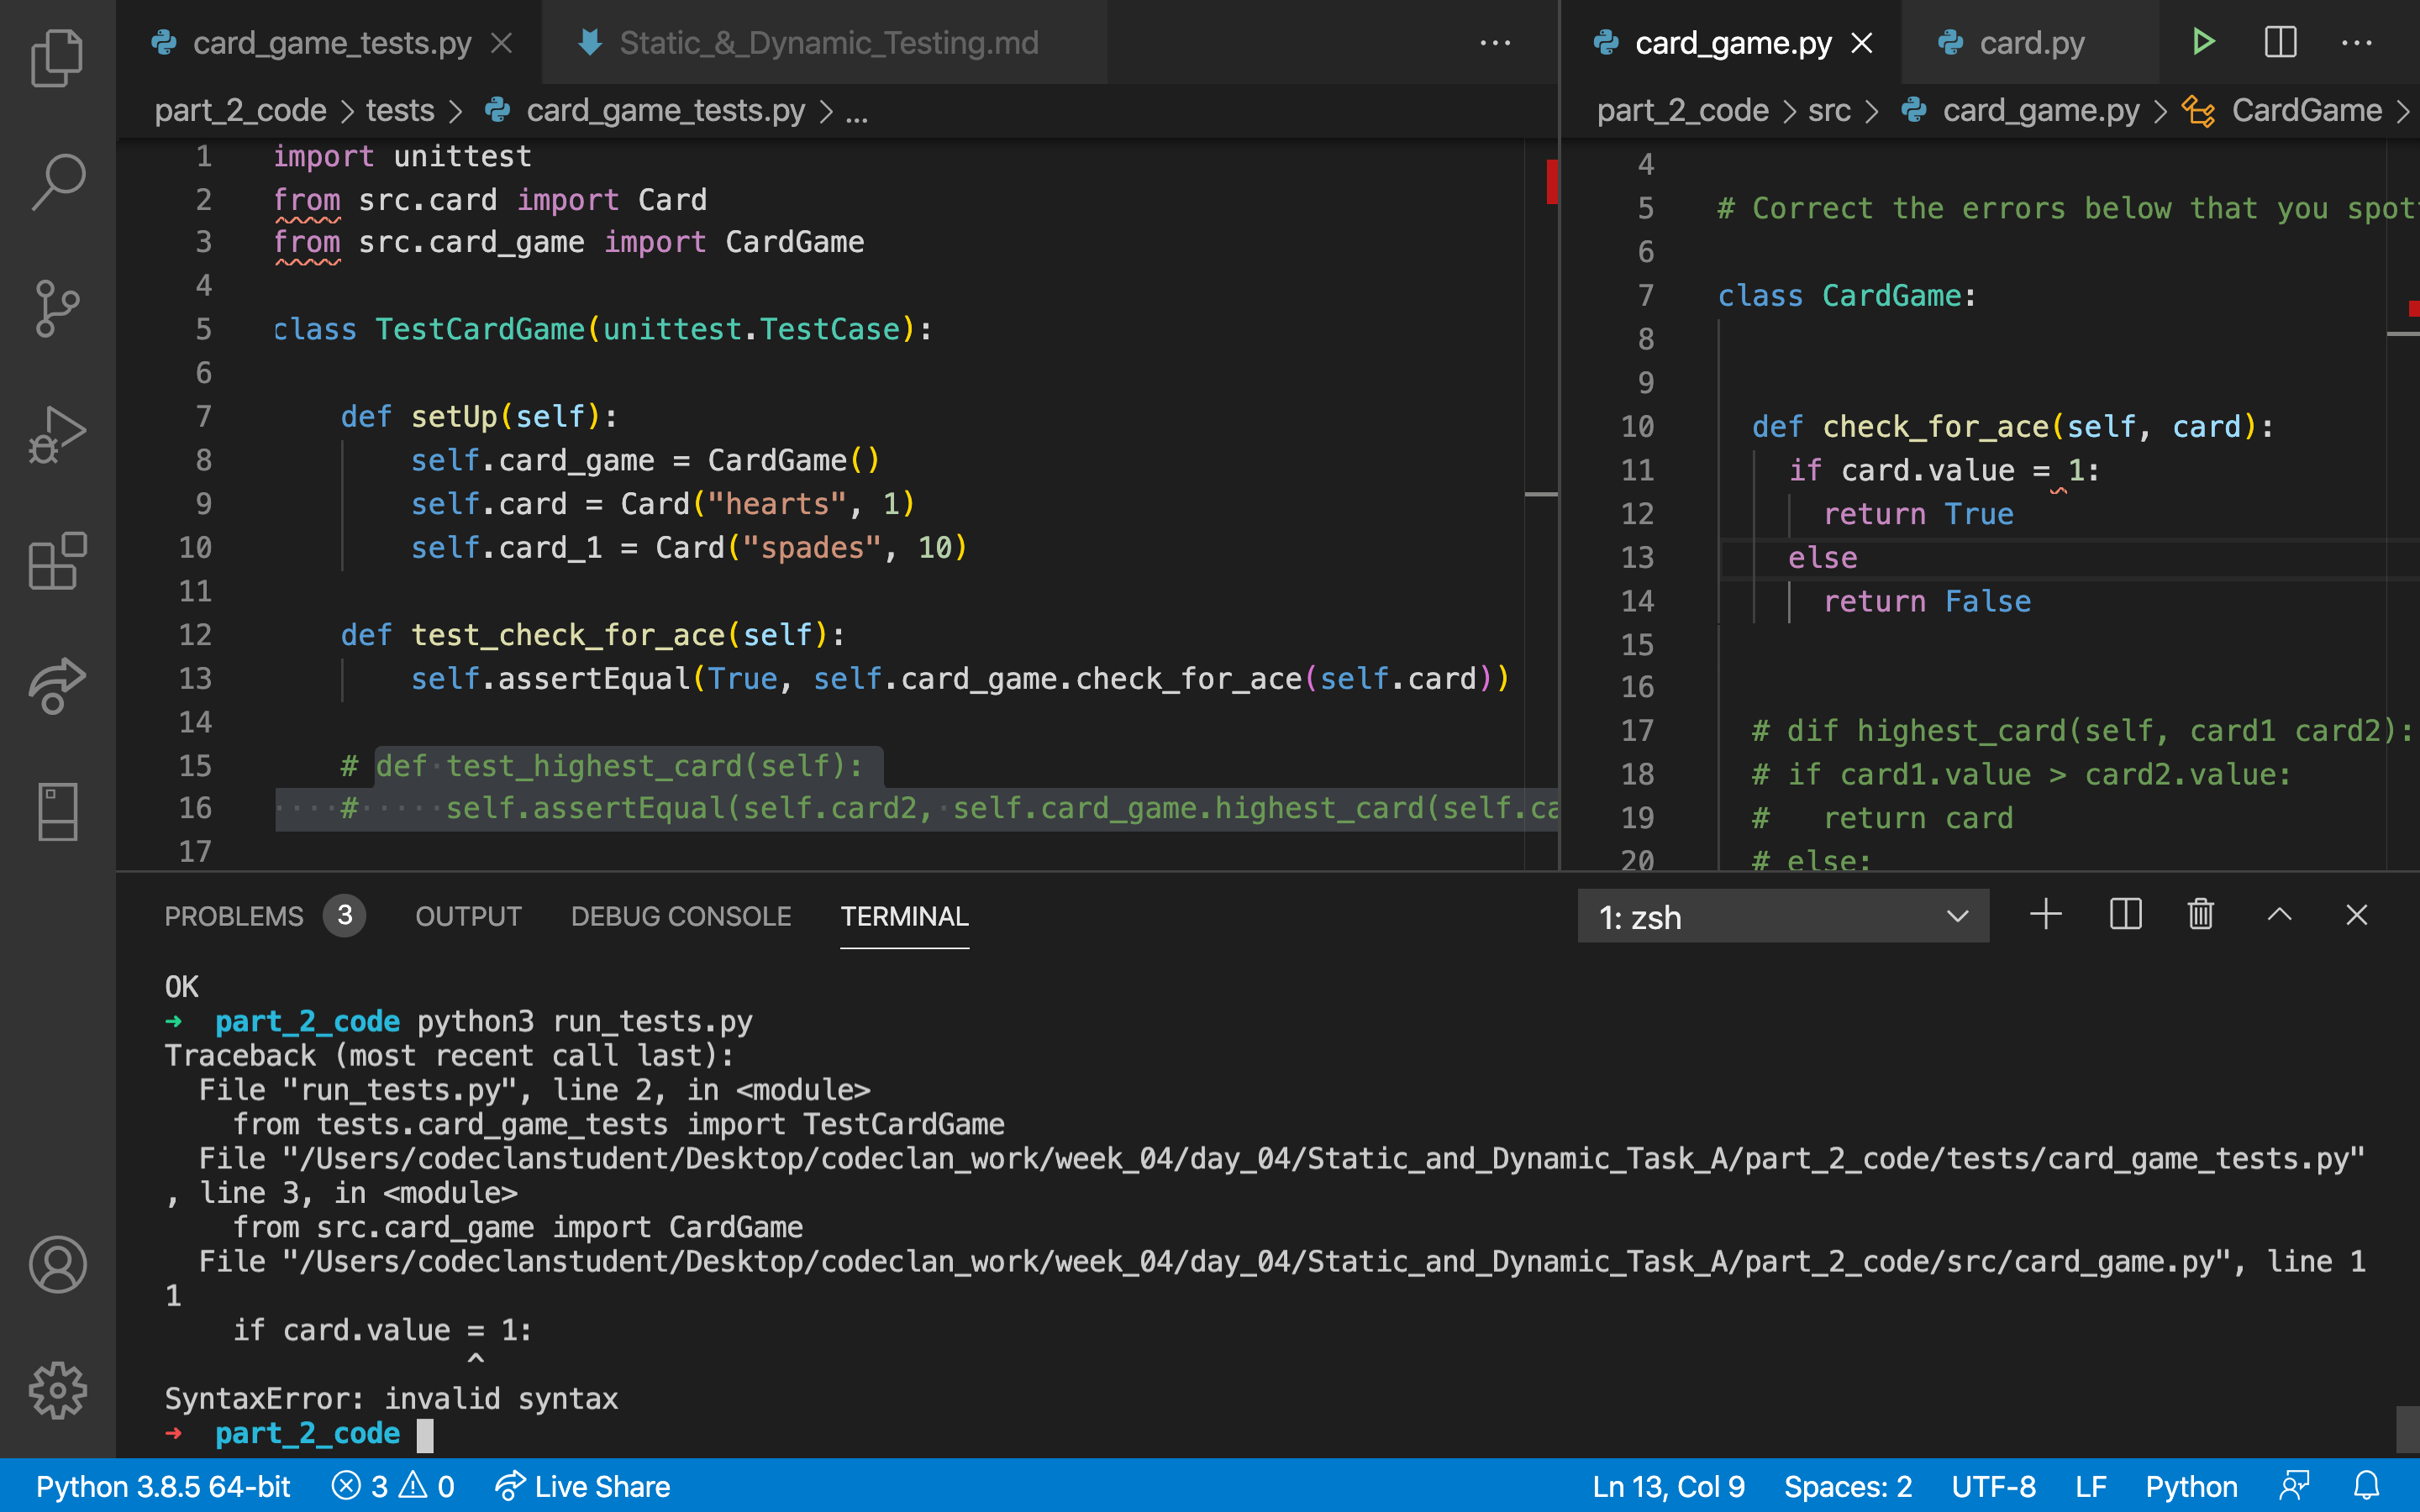 card_game_tests.py
Static_&_Dynamic_Testing.md
card_game.py
card.py
part_2_code > tests > card_game_tests.py > ...
part_2_code > src > card_game.py > CardGame >
1 import unittest
2 from src.card import Card
3 from src.card_game import CardGame
4
5 class TestCardGame(unittest.TestCase):
6
7 def setUp(self):
8 self.card_game = CardGame()
9 self.card = Card("hearts", 1)
10 self.card_1 = Card("spades", 10)
11
12 def test_check_for_ace(self):
13 self.assertEqual(True, self.card_game.check_for_ace(self.card))
14
15 # def test_highest_card(self):
16 # self.assertEqual(self.card2, self.card_game.highest_card(self.ca
17
4
5 # Correct the errors below that you spot
6
7 class CardGame:
8
9
10 def check_for_ace(self, card):
11 if card.value = 1:
12 return True
13 else
14 return False
15
16
17 # dif highest_card(self, card1 card2):
18 # if card1.value > card2.value:
19 # return card
20 # else:
PROBLEMS 3 OUTPUT DEBUG CONSOLE TERMINAL 1: zsh
OK
➜ part_2_code python3 run_tests.py
Traceback (most recent call last):
File "run_tests.py", line 2, in <module>
from tests.card_game_tests import TestCardGame
File "/Users/codeclanstudent/Desktop/codeclan_work/week_04/day_04/Static_and_Dynamic_Task_A/part_2_code/tests/card_game_tests.py"
, line 3, in <module>
from src.card_game import CardGame
File "/Users/codeclanstudent/Desktop/codeclan_work/week_04/day_04/Static_and_Dynamic_Task_A/part_2_code/src/card_game.py", line 1
1
if card.value = 1:
^
SyntaxError: invalid syntax
➜ part_2_code
Python 3.8.5 64-bit 3 0 Live Share Ln 13, Col 9 Spaces: 2 UTF-8 LF Python